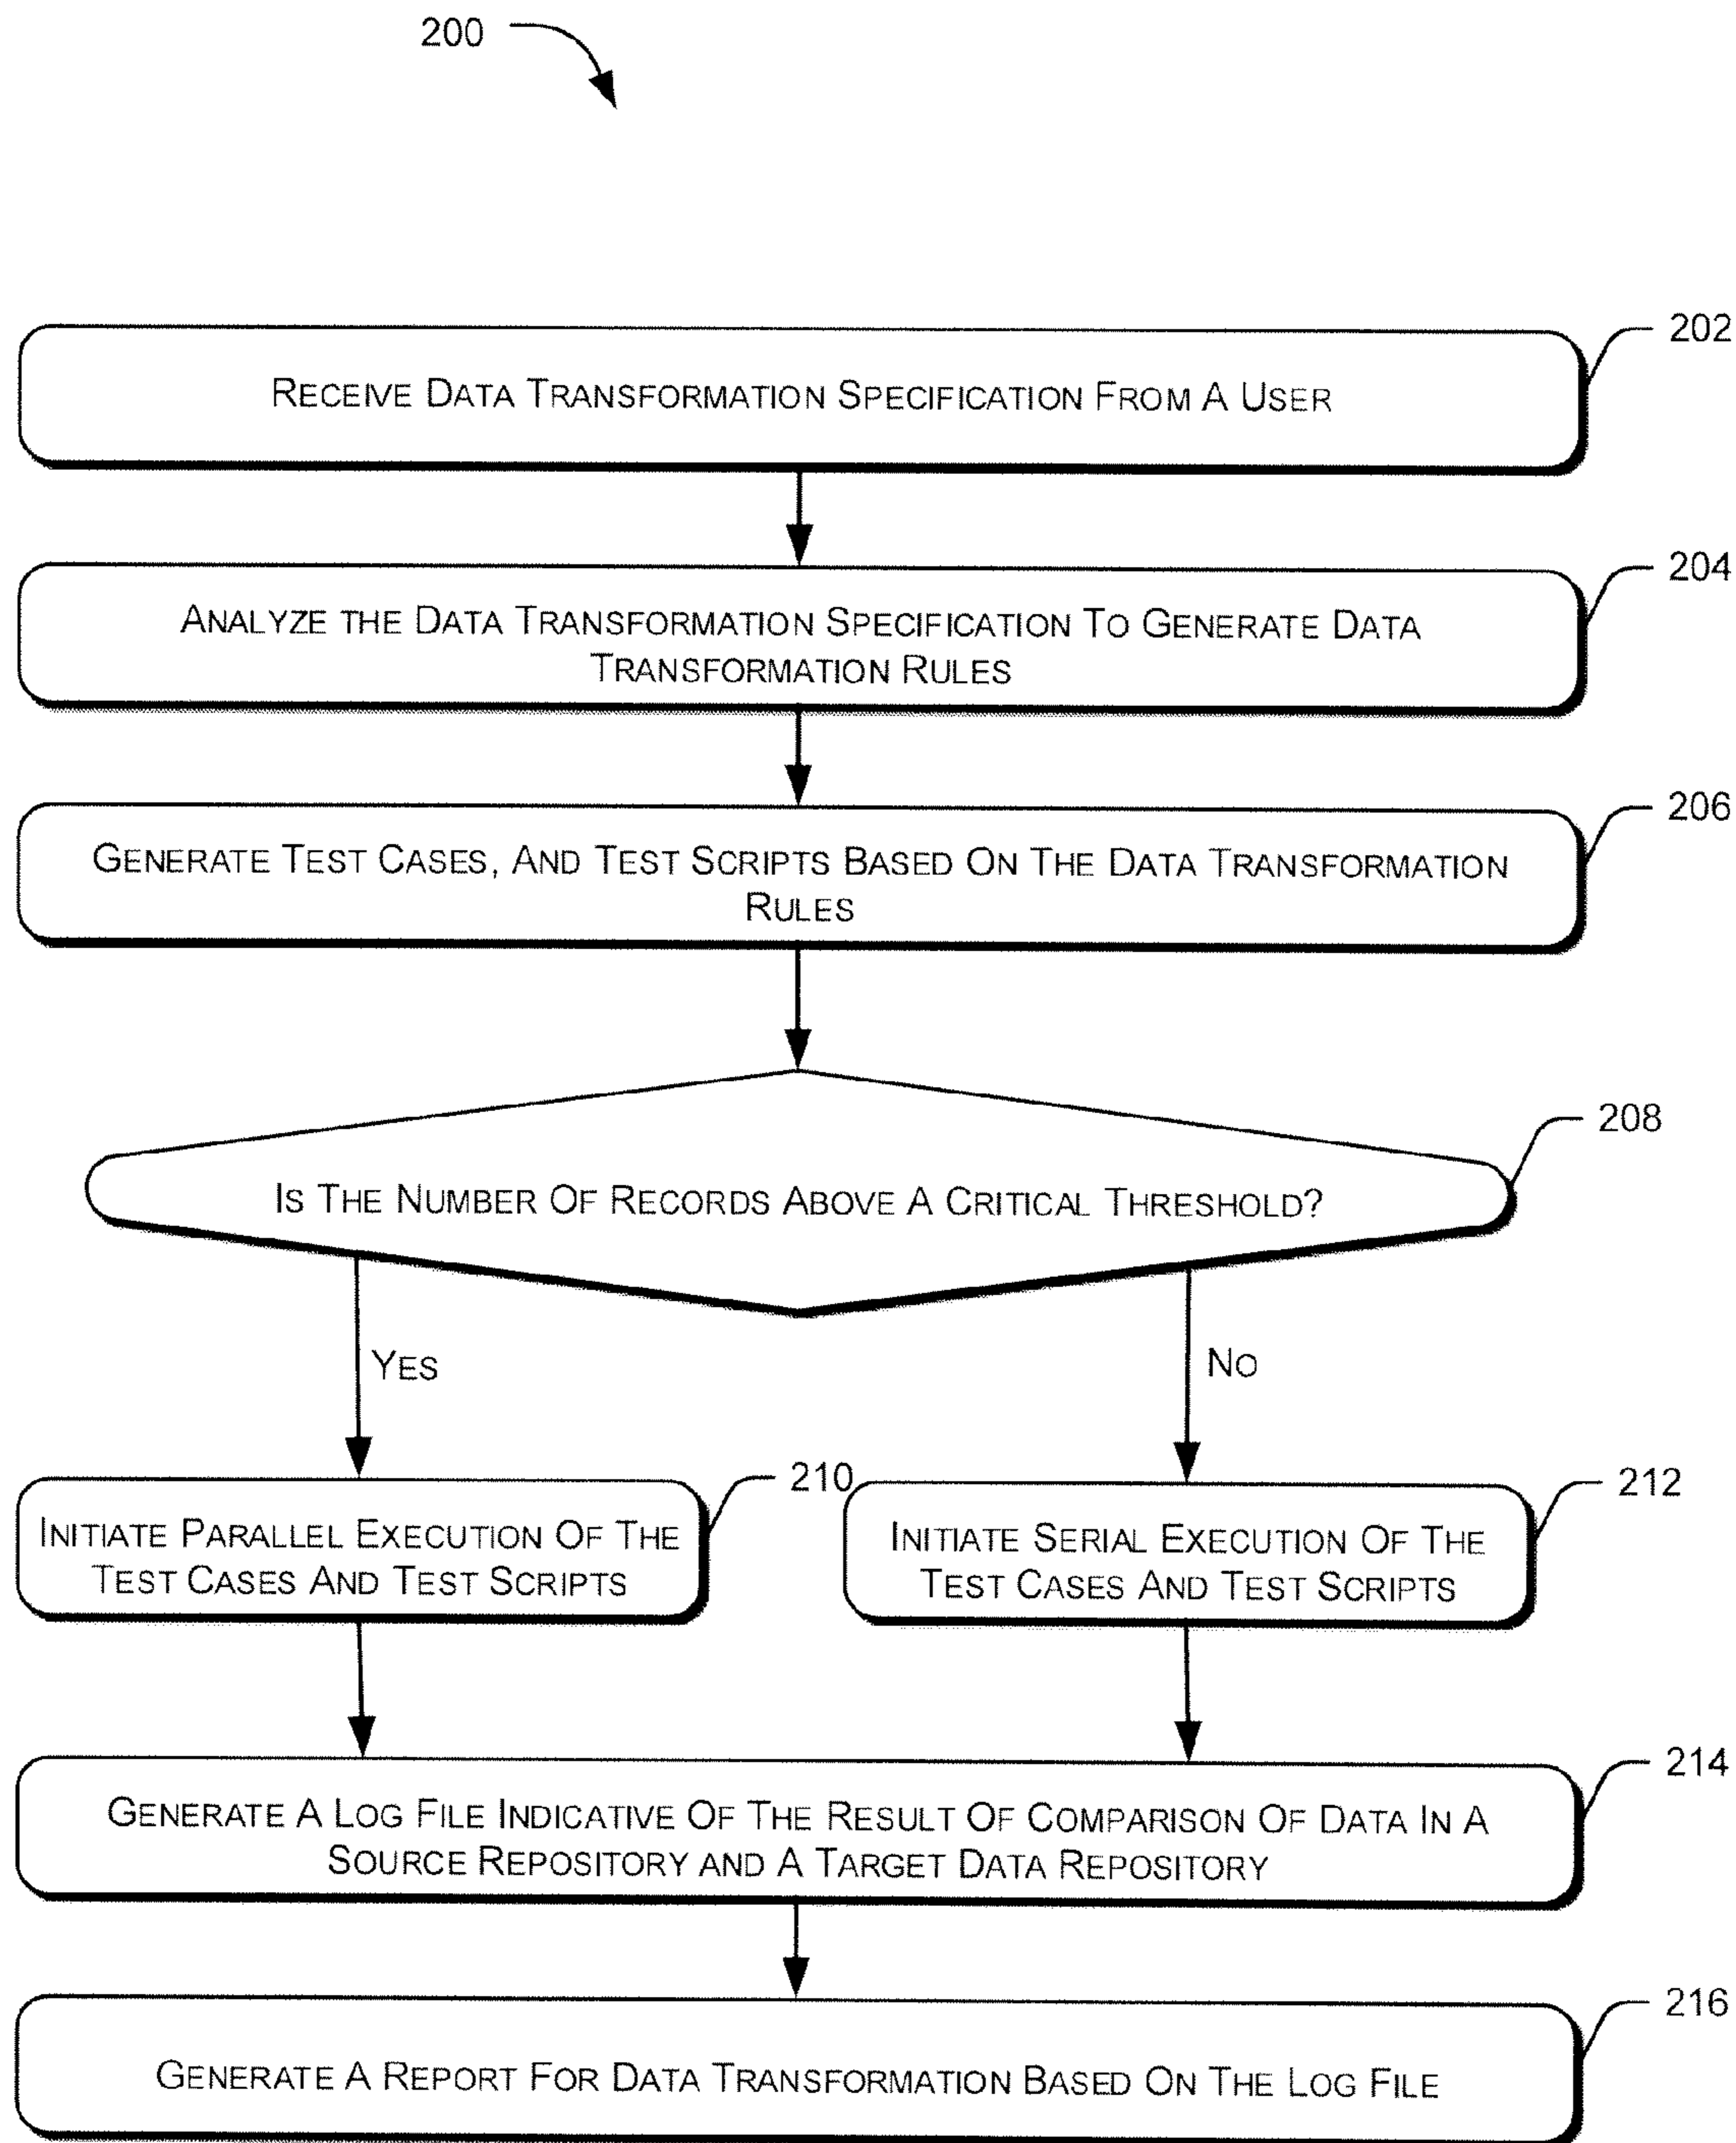 200
202
RECEIVE DATA TRANSFORMATION SPECIFICATION FROM A USER
204
ANALYZE THE DATA TRANSFORMATION SPECIFICATION TO GENERATE DATA
TRANSFORMATION RULES
206
GENERATE TEST CASES, AND TEST SCRIPTS BASED ON THE DATA TRANSFORMATION
RULES
208
IS THE NUMBER OF RECORDS ABOVE A CRITICAL THRESHOLD?
YES
NO
210
INITIATE PARALLEL EXECUTION OF THE
TEST CASES AND TEST SCRIPTS
212
INITIATE SERIAL EXECUTION OF THE
TEST CASES AND TEST SCRIPTS
214
GENERATE A LOG FILE INDICATIVE OF THE RESULT OF COMPARISON OF DATA IN A
SOURCE REPOSITORY AND A TARGET DATA REPOSITORY
216
GENERATE A REPORT FOR DATA TRANSFORMATION BASED ON THE LOG FILE